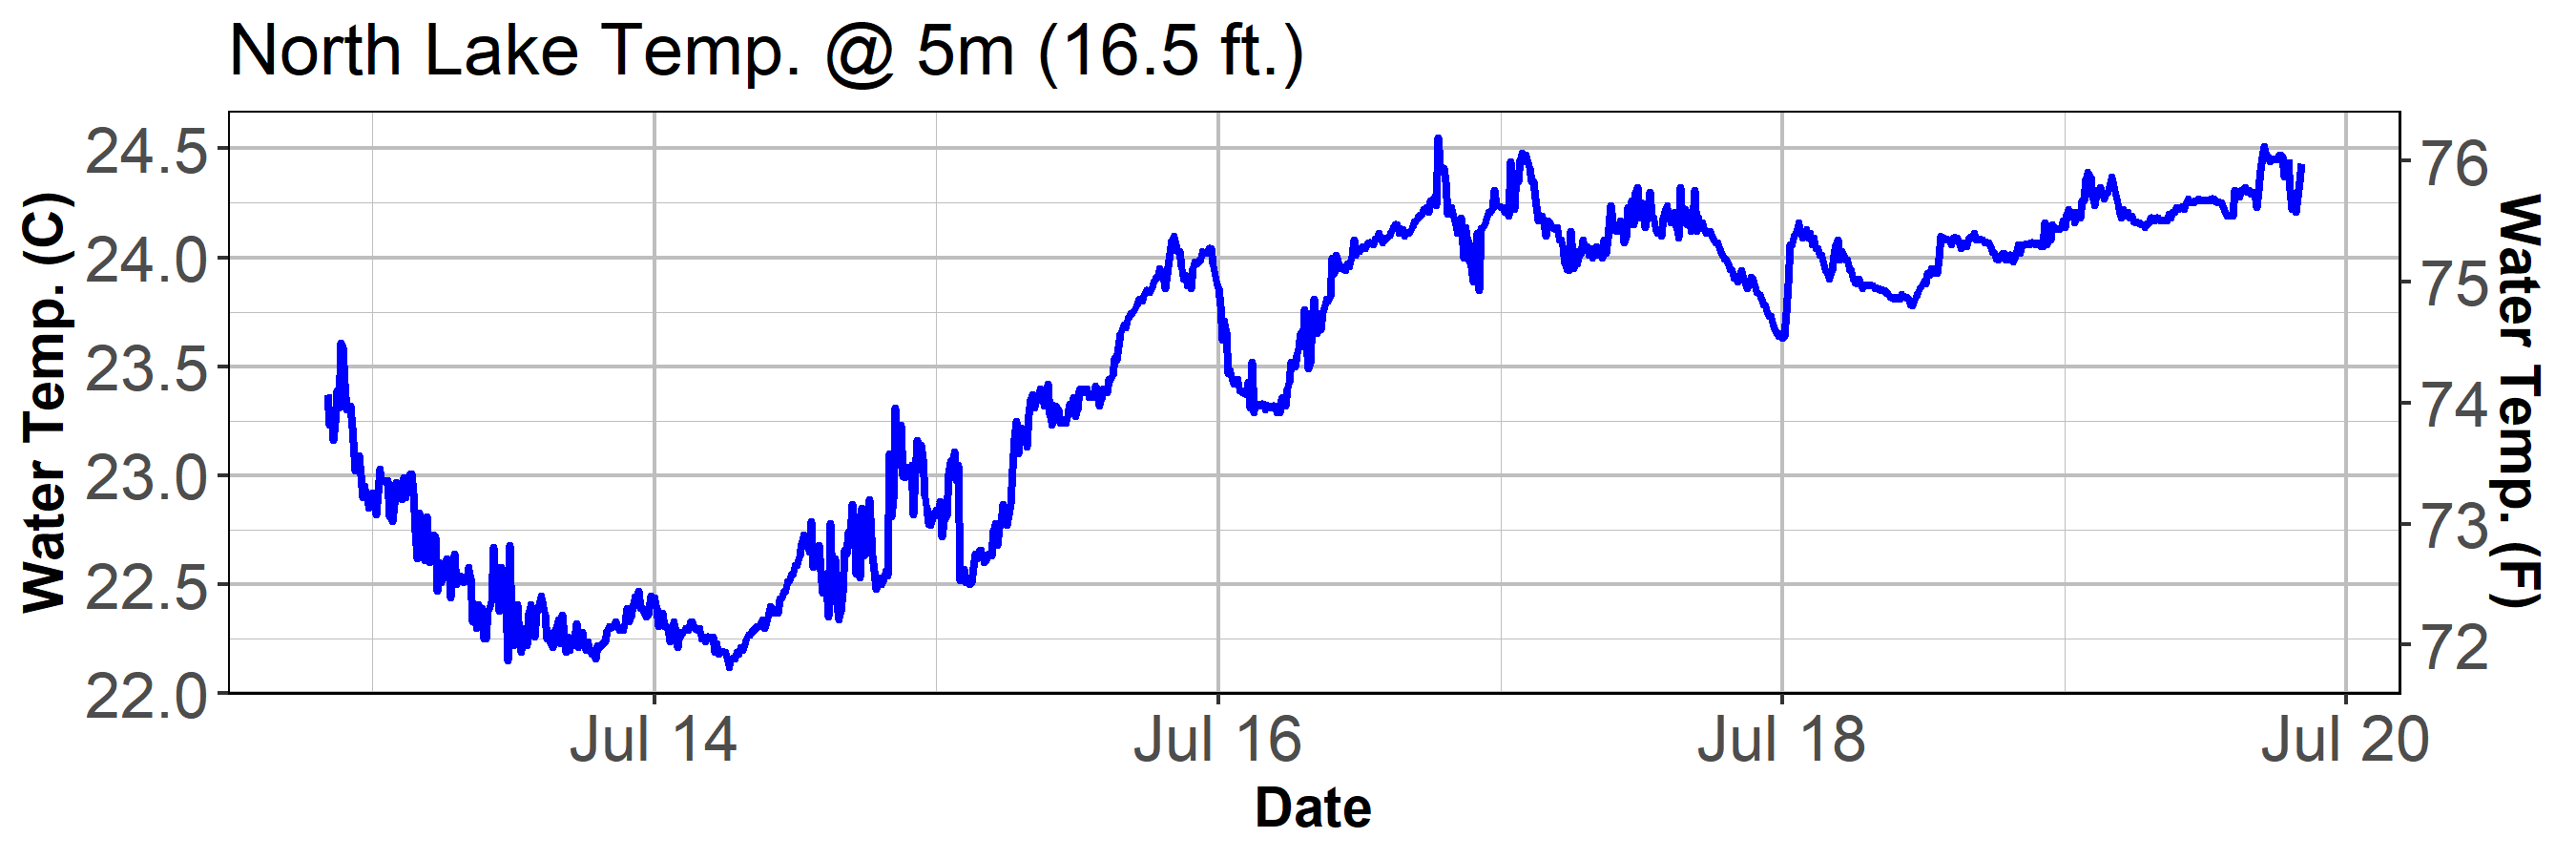 North Lake Temp. @ 5m (16.5 ft.)
Water Temp. (C)
24.5
24.0
23.5
23.0
22.5
22.0
76
75
74
73
72
Water Temp. (F)
Jul 14
Jul 16
Jul 18
Jul 20
Date